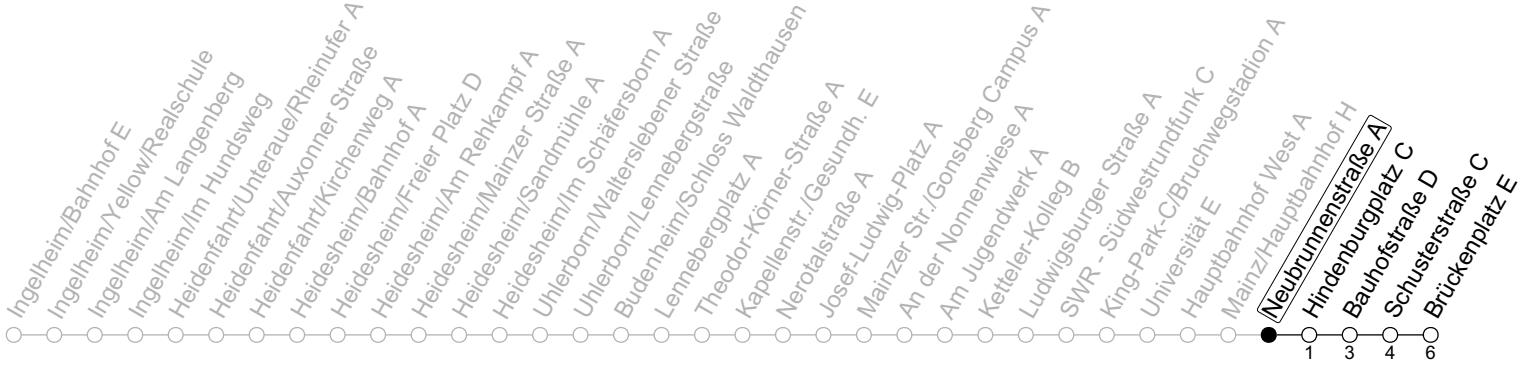 Ingelheim/Bahnhof E
Ingelheim/Yellow/Realschule
Ingelheim/Am Langenberg
Ingelheim/Im Hundsweg
Heidenfahrt/Unteraue/Rheinufer A
Heidenfahrt/Auxonner Straße
Heidenfahrt/Kirchenweg A
Heidesheim/Bahnhof A
Heidesheim/Freier Platz D
Heidesheim/Am Rehkampf A
Heidesheim/Mainzer Straße A
Heidesheim/Sandmühle A
Heidesheim/Im Schäfersborn A
Uhlerborn/Walterslebener Straße
Uhlerborn/Lennebergstraße
Budenheim/Schloss Waldthausen
Lennebergplatz A
Theodor-Körner-Straße A
Kapellenstr./Gesundh. E
Nerotalstraße A
Josef-Ludwig-Platz A
Mainzer Str./Gonsberg Campus A
An der Nonnenwiese A
Am Jugendwerk A
Ketteler-Kolleg B
Ludwigsburger Straße A
SWR - Südwestrundfunk C
King-Park-C/Bruchwegstadion A
Universität E
Hauptbahnhof West A
Mainz/Hauptbahnhof H
Neubrunnenstraße A
Hindenburgplatz C
Bauhofstraße D
Schusterstraße C
Brückenplatz E
1 3 4 6